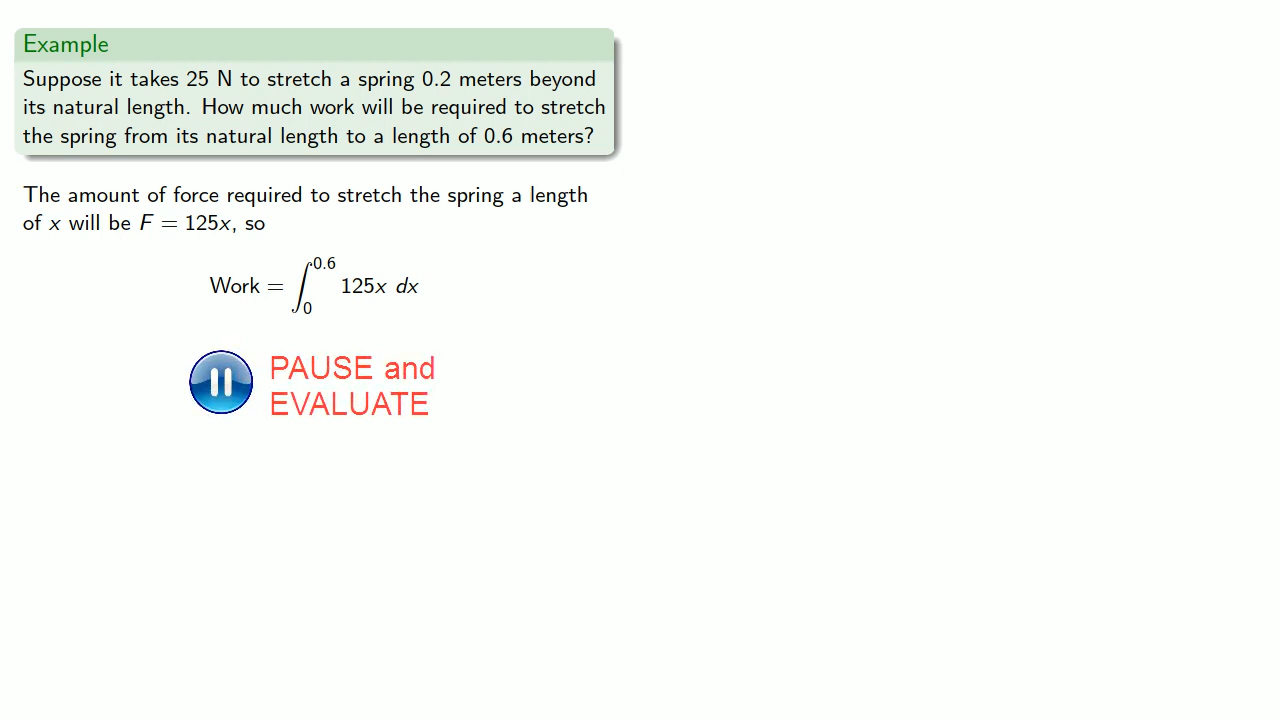 Example
Suppose it takes 25 N to stretch a spring 0.2 meters beyond
its natural length. How much work will be required to stretch
the spring from its natural length to a length of 0.6 meters?
The amount of force required to stretch the spring a length
of x will be F = 125x, so
Work = ∫₀^0.6 125x dx
PAUSE and
EVALUATE